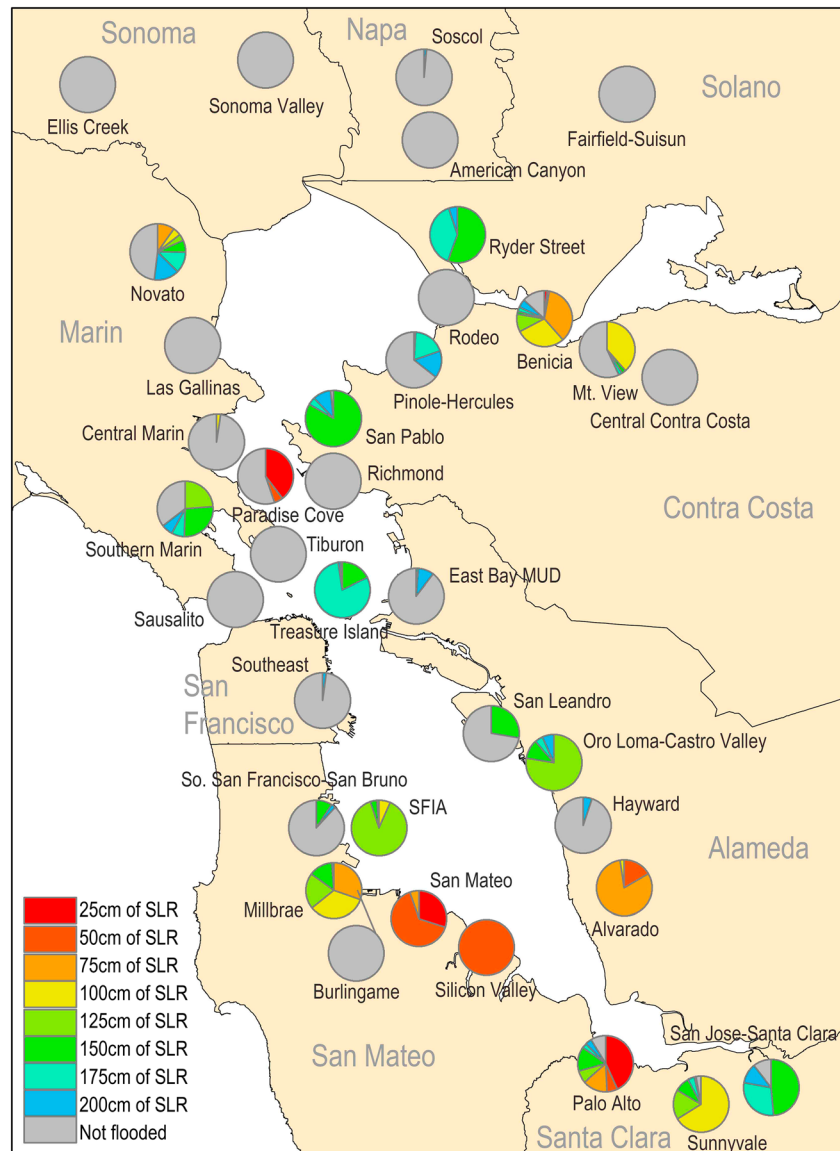 Sonoma
Napa
Soscol
Solano
Ellis Creek
Sonoma Valley
Fairfield-Suisun
American Canyon
Ryder Street
Novato
Marin
Rodeo
Benicia
Las Gallinas
Pinole-Hercules
Mt. View
Central Contra Costa
Central Marin
San Pablo
Richmond
Paradise Cove
Contra Costa
Southern Marin
Tiburon
East Bay MUD
Sausalito
Treasure Island
Southeast
San
Francisco
San Leandro
Oro Loma-Castro Valley
So. San Francisco-San Bruno
SFIA
Hayward
Alameda
Millbrae
San Mateo
Alvarado
Burlingame
Silicon Valley
San Mateo
San Jose-Santa Clara
Palo Alto
Santa Clara
Sunnyvale
25cm of SLR
50cm of SLR
75cm of SLR
100cm of SLR
125cm of SLR
150cm of SLR
175cm of SLR
200cm of SLR
Not flooded